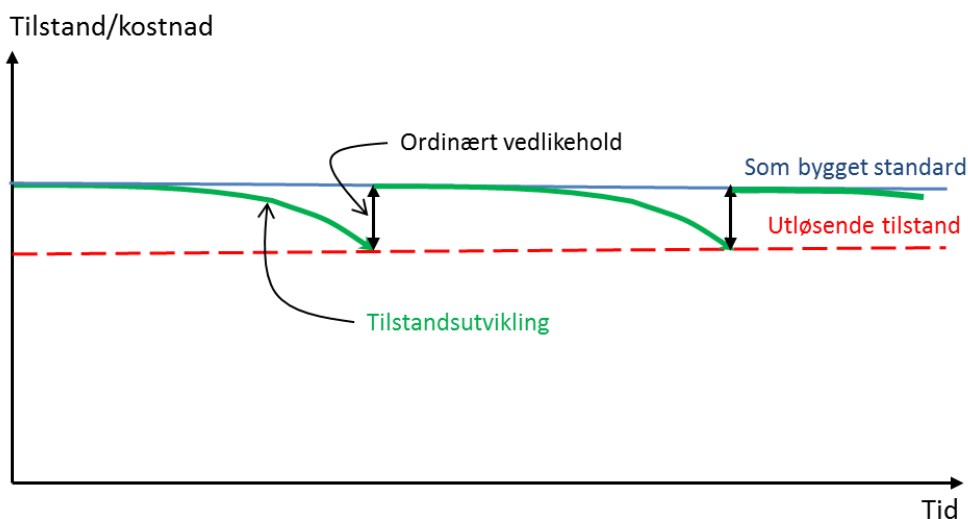 Tilstand/kostnad
Ordinært vedlikehold
Som bygget standard
Utløsende tilstand
Tilstandsutvikling
Tid